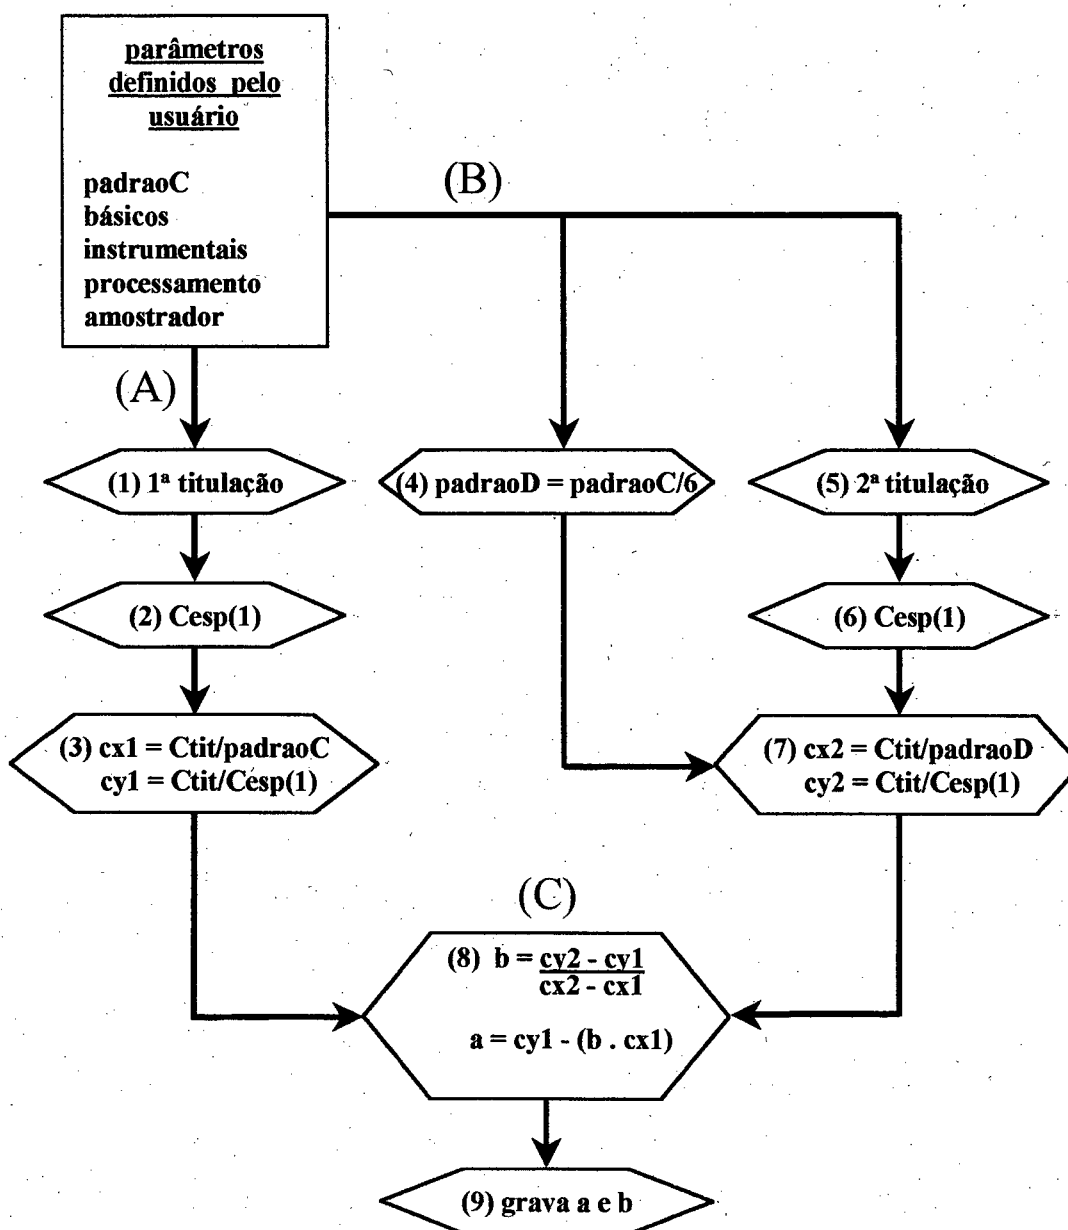 parâmetros
definidos pelo
usuário
padraoC
básicos
instrumentais
processamento
amostrador
(A)
(B)
(1) 1ª titulação
(4) padraoD = padraoC/6
(5) 2ª titulação
(2) Cesp(1)
(6) Cesp(1)
(3) cx1 = Ctit/padraoC
cy1 = Ctit/Cesp(1)
(7) cx2 = Ctit/padraoD
cy2 = Ctit/Cesp(1)
(C)
(8) b = cy2 - cy1
cx2 - cx1
a = cy1 - (b . cx1)
(9) grava a e b